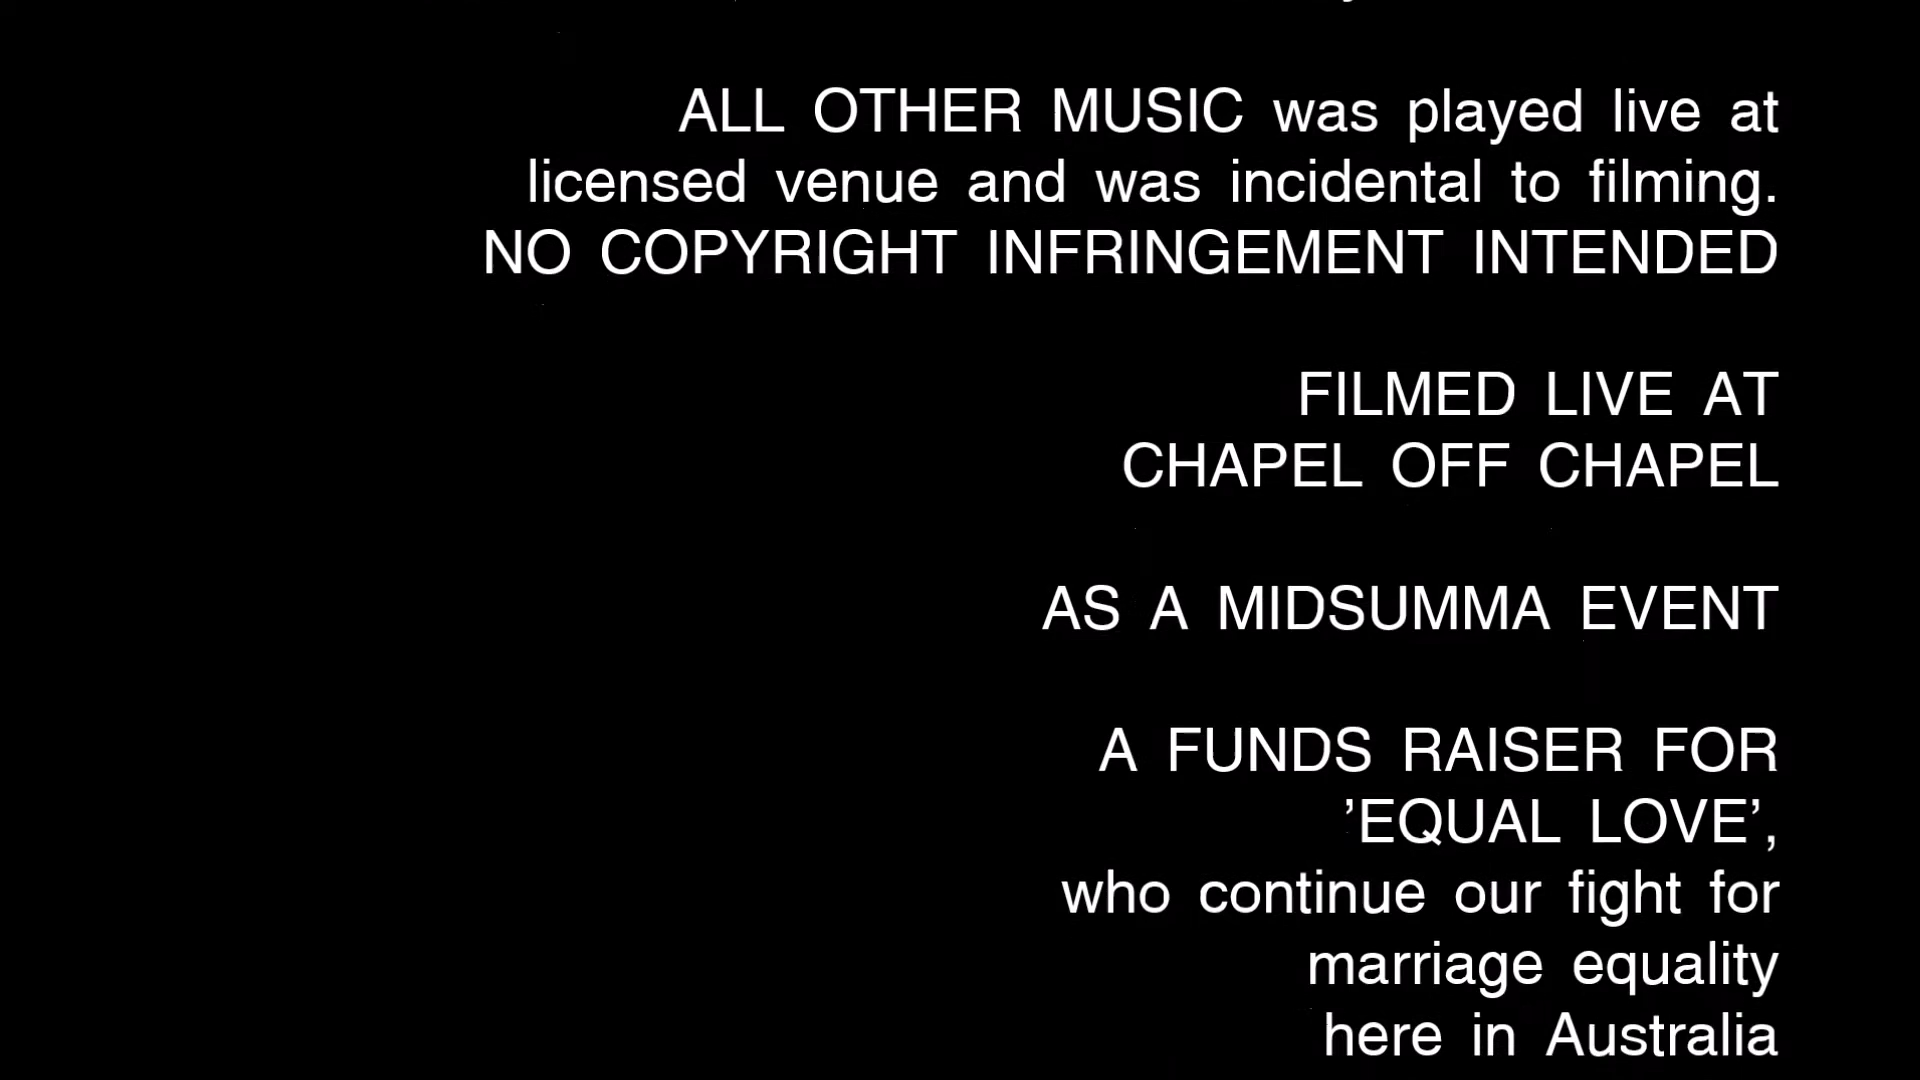 ALL OTHER MUSIC was played live at
licensed venue and was incidental to filming.
NO COPYRIGHT INFRINGEMENT INTENDED
FILMED LIVE AT
CHAPEL OFF CHAPEL
AS A MIDSUMMA EVENT
A FUNDS RAISER FOR
’EQUAL LOVE’,
who continue our fight for
marriage equality
here in Australia